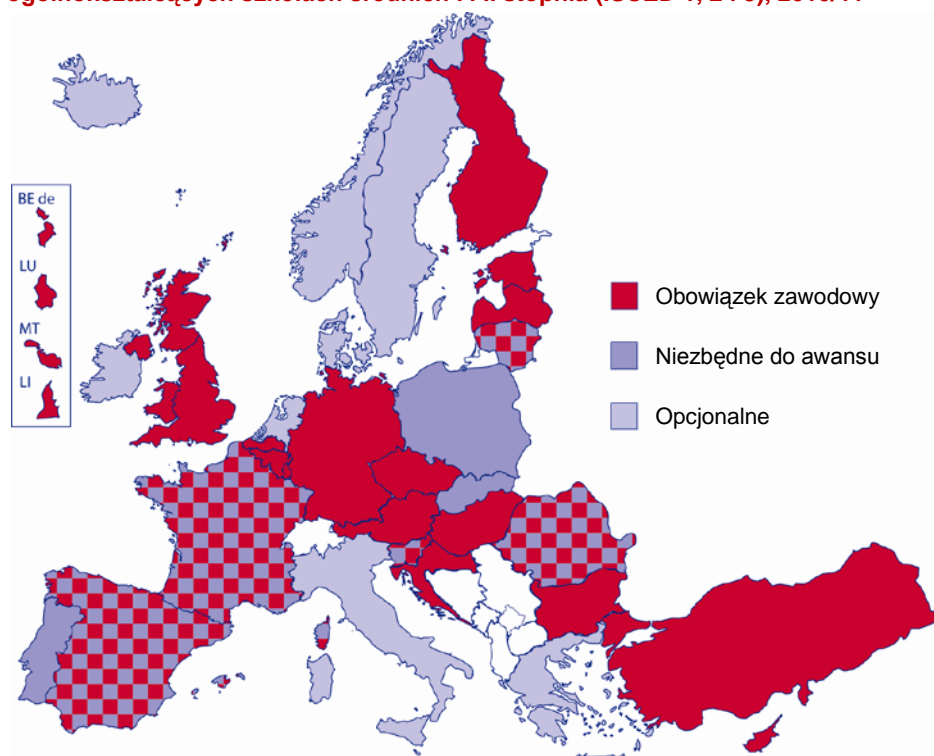 BE de
LU
MT
LI
Obowiązek zawodowy
Niezbędne do awansu
Opcjonalne